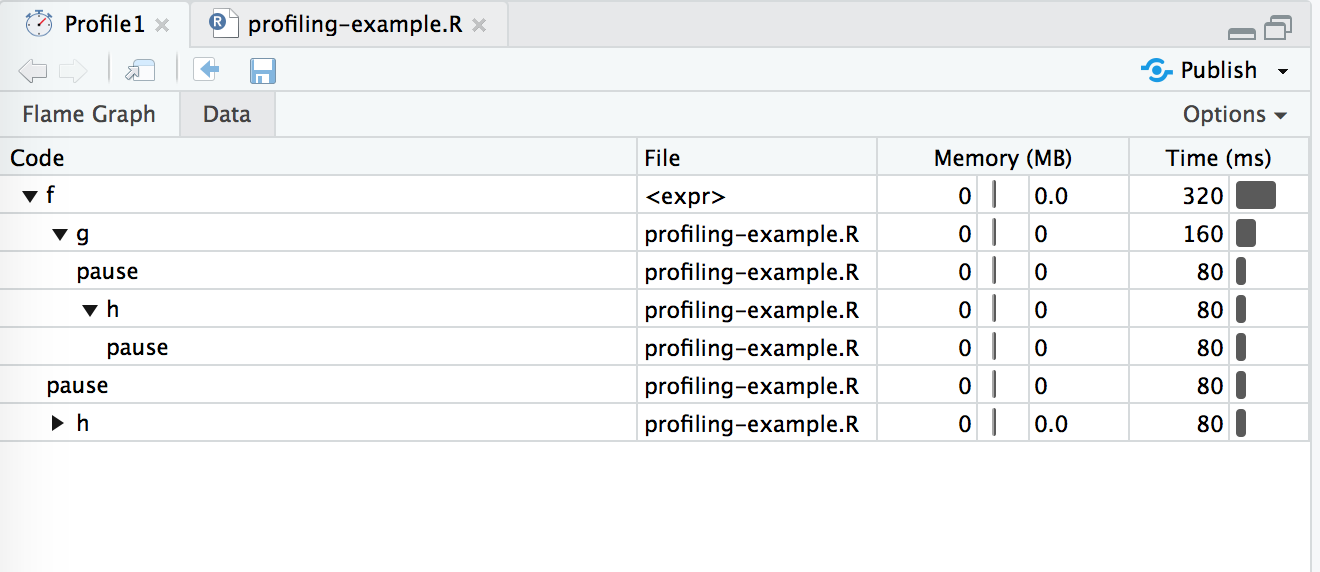 Profile1 profiling-example.R
Publish
Flame Graph Data Options
Code File Memory (MB) Time (ms)
f <expr> 0 0.0 320
g profiling-example.R 0 0 160
pause profiling-example.R 0 0 80
h profiling-example.R 0 0 80
pause profiling-example.R 0 0 80
pause profiling-example.R 0 0 80
h profiling-example.R 0 0.0 80